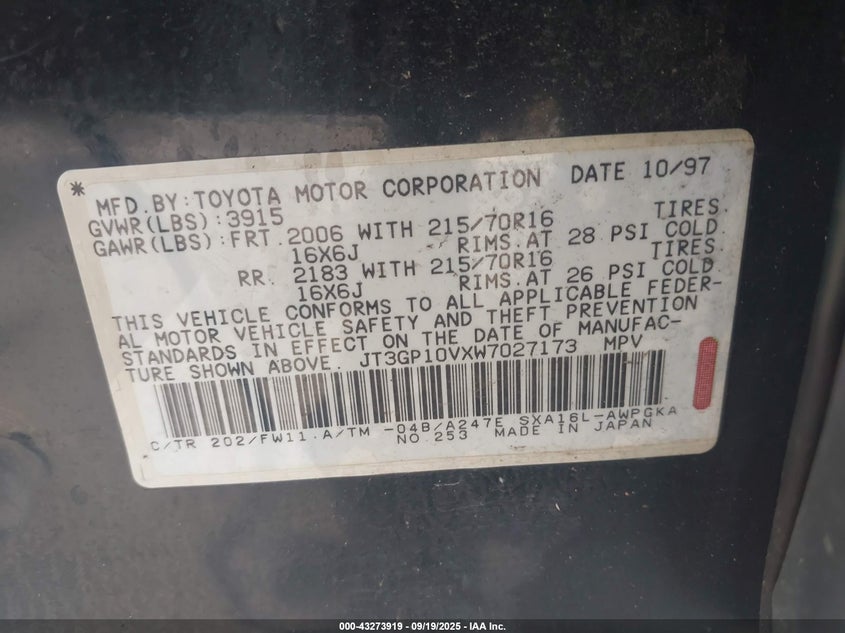 * MFD.BY:TOYOTA MOTOR CORPORATION DATE 10/97
GVWR(LBS):3915
GAWR(LBS):FRT.2006 WITH 215/70R16 TIRES.
16X6J RIMS.AT 28 PSI COLD.
RR. 2183 WITH 215/70R16 TIRES.
16X6J RIMS.AT 26 PSI COLD.
THIS VEHICLE CONFORMS TO ALL APPLICABLE FEDER-
AL MOTOR VEHICLE SAFETY AND THEFT PREVENTION
STANDARDS IN EFFECT ON THE DATE OF MANUFAC-
TURE SHOWN ABOVE. JT3GP10VXW7027173 MPV
C/TR 202/FW11.A/TM -04B/A247E SXA16L-AWPGKA
NO.253 MADE IN JAPAN
000-43273919 - 09/19/2025 - IAA Inc.